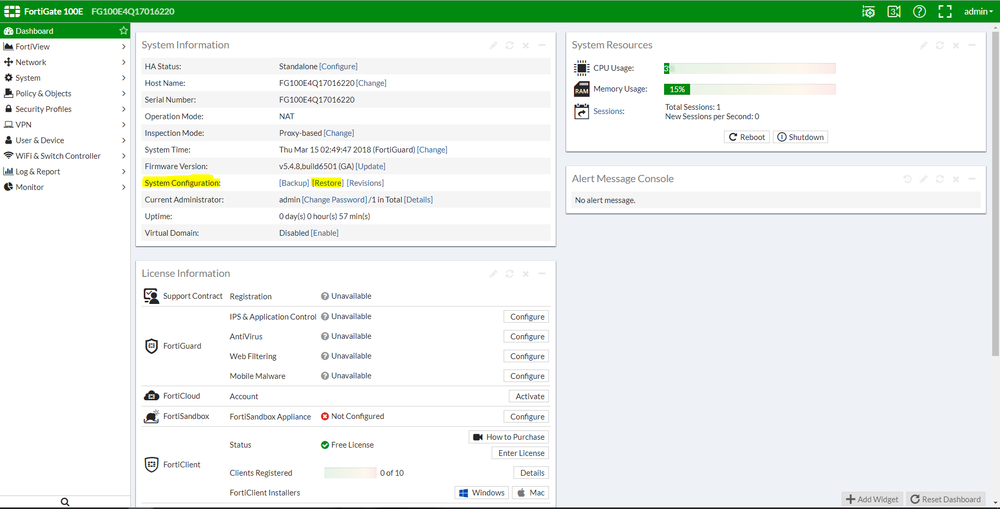 FortiGate 100E FG100E4Q17016220
3
admin
Dashboard
FortiView
Network
System
Policy & Objects
Security Profiles
VPN
User & Device
WiFi & Switch Controller
Log & Report
Monitor
System Information
HA Status: Standalone [Configure]
Host Name: FG100E4Q17016220 [Change]
Serial Number: FG100E4Q17016220
Operation Mode: NAT
Inspection Mode: Proxy-based [Change]
System Time: Thu Mar 15 02:49:47 2018 (FortiGuard) [Change]
Firmware Version: v5.4.8,build6501 (GA) [Update]
System Configuration: [Backup] [Restore] [Revisions]
Current Administrator: admin [Change Password] /1 in Total [Details]
Uptime: 0 day(s) 0 hour(s) 57 min(s)
Virtual Domain: Disabled [Enable]
License Information
Support Contract Registration Unavailable
IPS & Application Control Unavailable Configure
AntiVirus Unavailable Configure
FortiGuard
Web Filtering Unavailable Configure
Mobile Malware Unavailable Configure
FortiCloud Account Activate
FortiSandbox FortiSandbox Appliance Not Configured Configure
How to Purchase
Status Free License
Enter License
FortiClient
Clients Registered 0 of 10 Details
FortiClient Installers Windows Mac
System Resources
CPU Usage: 3%
RAM Memory Usage: 15%
Sessions: Total Sessions: 1
New Sessions per Second: 0
Reboot Shutdown
Alert Message Console
No alert message.
Add Widget Reset Dashboard